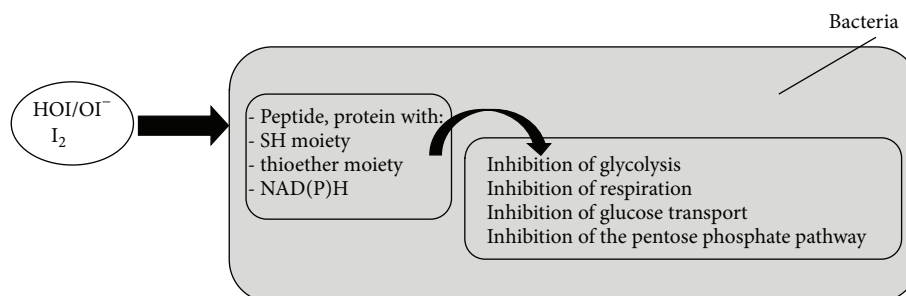 Bacteria
HOI/OI⁻
I₂
- Peptide, protein with:
- SH moiety
- thioether moiety
- NAD(P)H
Inhibition of glycolysis
Inhibition of respiration
Inhibition of glucose transport
Inhibition of the pentose phosphate pathway